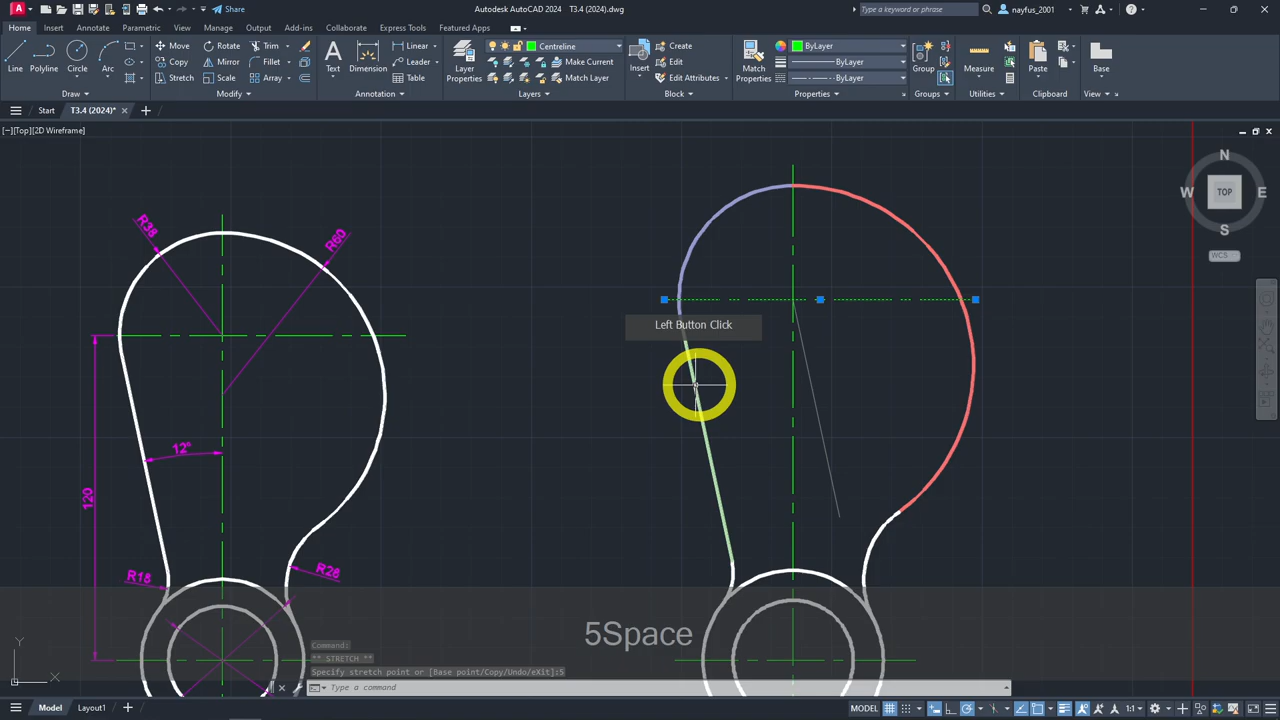 Share
Autodesk AutoCAD 2024 T3.4 (2024).dwg
Type a keyword or phrase
nayfus_2001
Home Insert Annotate Parametric View Manage Output Add-ins Collaborate Express Tools Featured Apps
Line Polyline Circle Arc
Move Rotate Trim
Copy Mirror Fillet
Stretch Scale Array
Text Dimension
Linear
Leader
Table
Layer Properties
Centreline
Make Current
Match Layer
Insert
Create
Edit
Edit Attributes
Match Properties
ByLayer
ByLayer
ByLayer
Group
Measure
Paste
Base
Draw Modify Annotation Layers Block Properties Groups Utilities Clipboard View
Start T3.4 (2024)*
[−][Top][2D Wireframe]
N
W TOP E
S
WCS
R38
R60
12°
120
R18
R28
Left Button Click
5Space
Command:
** STRETCH **
Specify stretch point or [Base point/Copy/Undo/eXit]:5
Type a command
Y
X
Model Layout1
MODEL
1:1